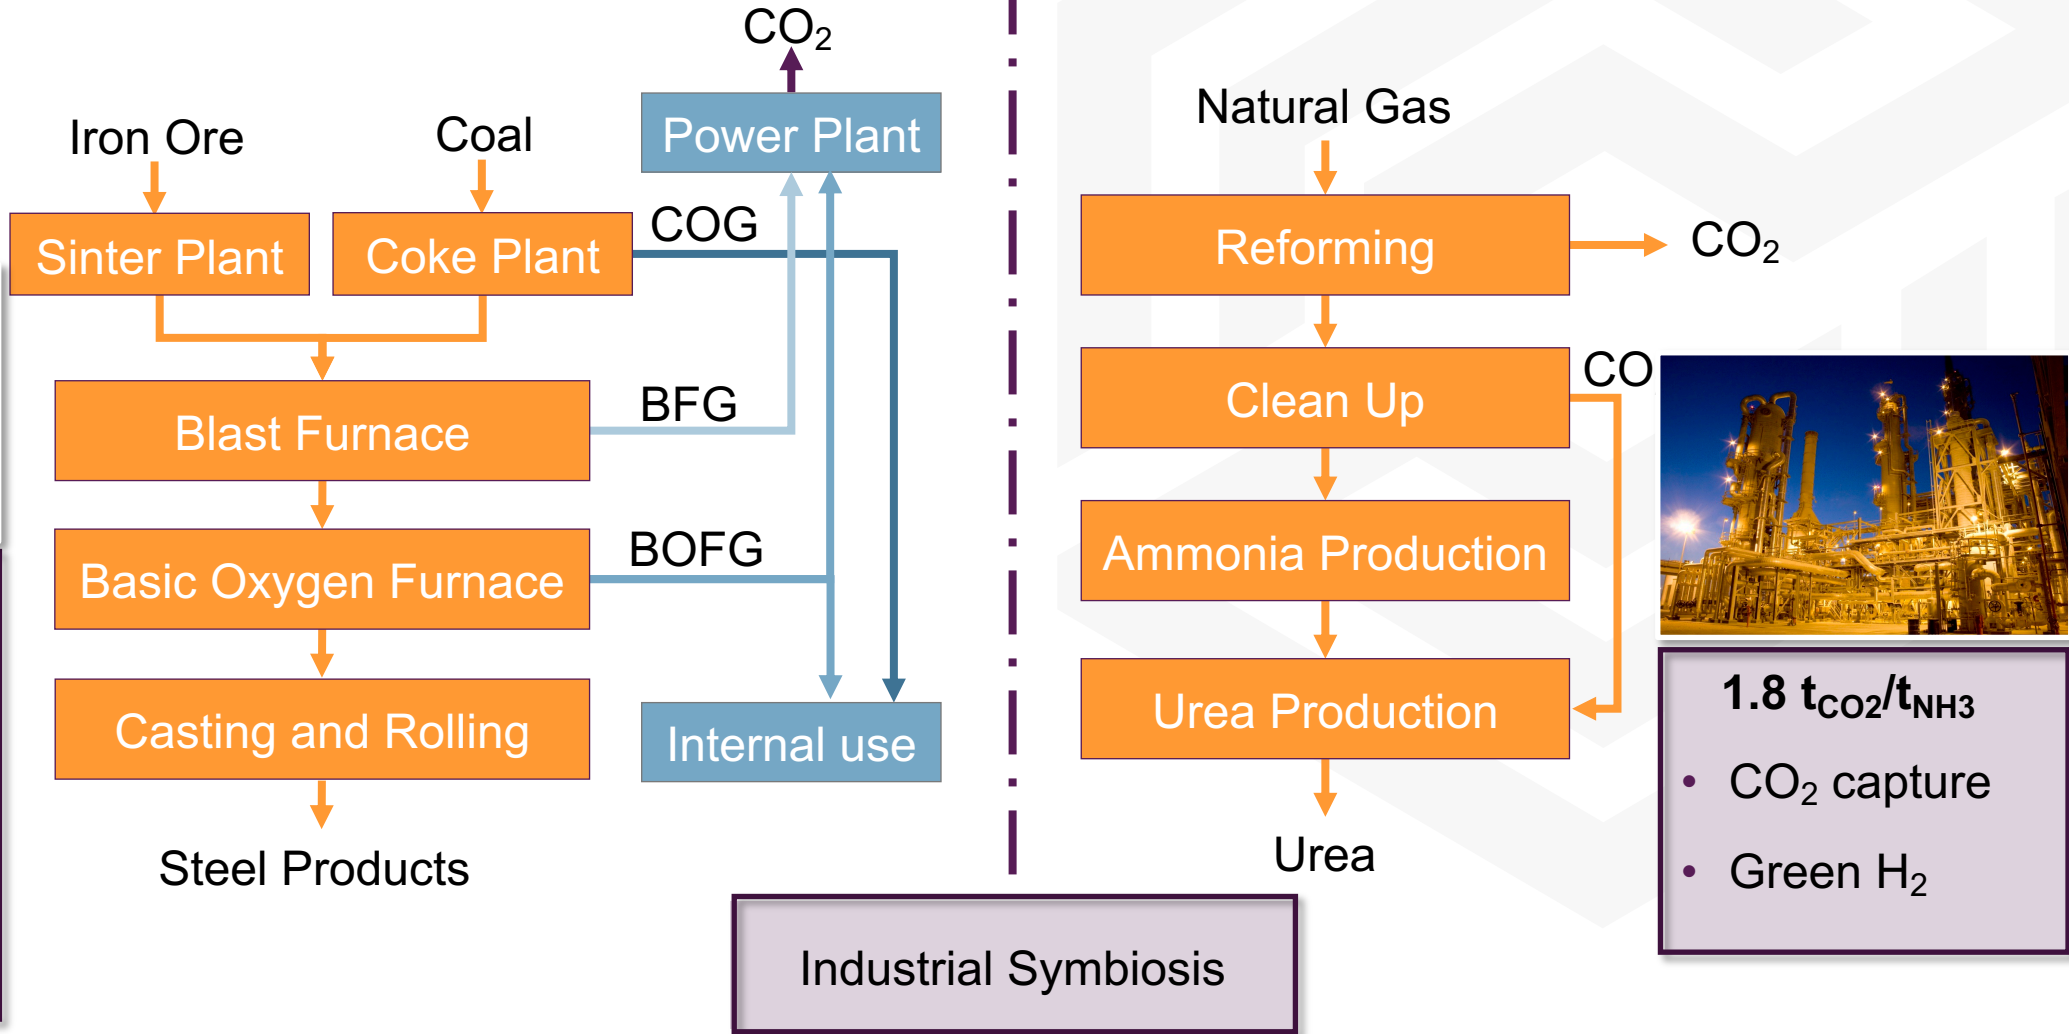 CO₂
Power Plant
Iron Ore
Coal
Sinter Plant
Coke Plant
COG
Blast Furnace
BFG
Basic Oxygen Furnace
BOFG
Casting and Rolling
Internal use
Steel Products
Natural Gas
Reforming
CO₂
Clean Up
CO
Ammonia Production
Urea Production
Urea
1.8 tCO2/tNH3
• CO₂ capture
• Green H₂
Industrial Symbiosis